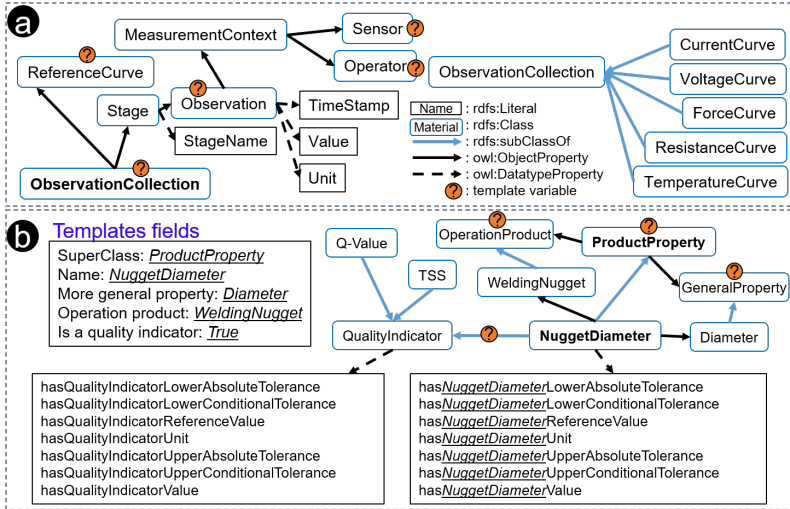 a
MeasurementContext
Sensor
?
Operator
?
?
ReferenceCurve
Stage
?
Observation
TimeStamp
StageName
Value
Unit
?
ObservationCollection
ObservationCollection
CurrentCurve
VoltageCurve
ForceCurve
ResistanceCurve
TemperatureCurve
Name : rdfs:Literal
Material : rdfs:Class
: rdfs:subClassOf
: owl:ObjectProperty
: owl:DatatypeProperty
? : template variable
b
Templates fields
SuperClass: ProductProperty
Name: NuggetDiameter
More general property: Diameter
Operation product: WeldingNugget
Is a quality indicator: True
Q-Value
TSS
QualityIndicator
?
OperationProduct
?
ProductProperty
WeldingNugget
?
GeneralProperty
?
NuggetDiameter
Diameter
hasQualityIndicatorLowerAbsoluteTolerance
hasQualityIndicatorLowerConditionalTolerance
hasQualityIndicatorReferenceValue
hasQualityIndicatorUnit
hasQualityIndicatorUpperAbsoluteTolerance
hasQualityIndicatorUpperConditionalTolerance
hasQualityIndicatorValue
hasNuggetDiameterLowerAbsoluteTolerance
hasNuggetDiameterLowerConditionalTolerance
hasNuggetDiameterReferenceValue
hasNuggetDiameterUnit
hasNuggetDiameterUpperAbsoluteTolerance
hasNuggetDiameterUpperConditionalTolerance
hasNuggetDiameterValue